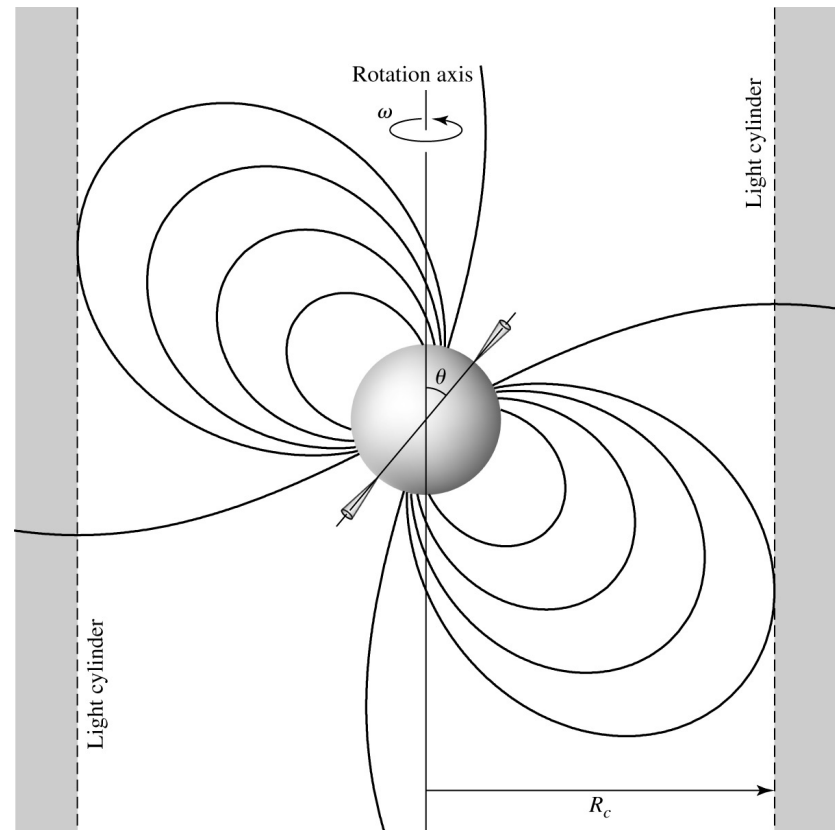 Rotation axis
ω
Light cylinder
θ
Light cylinder
R_c